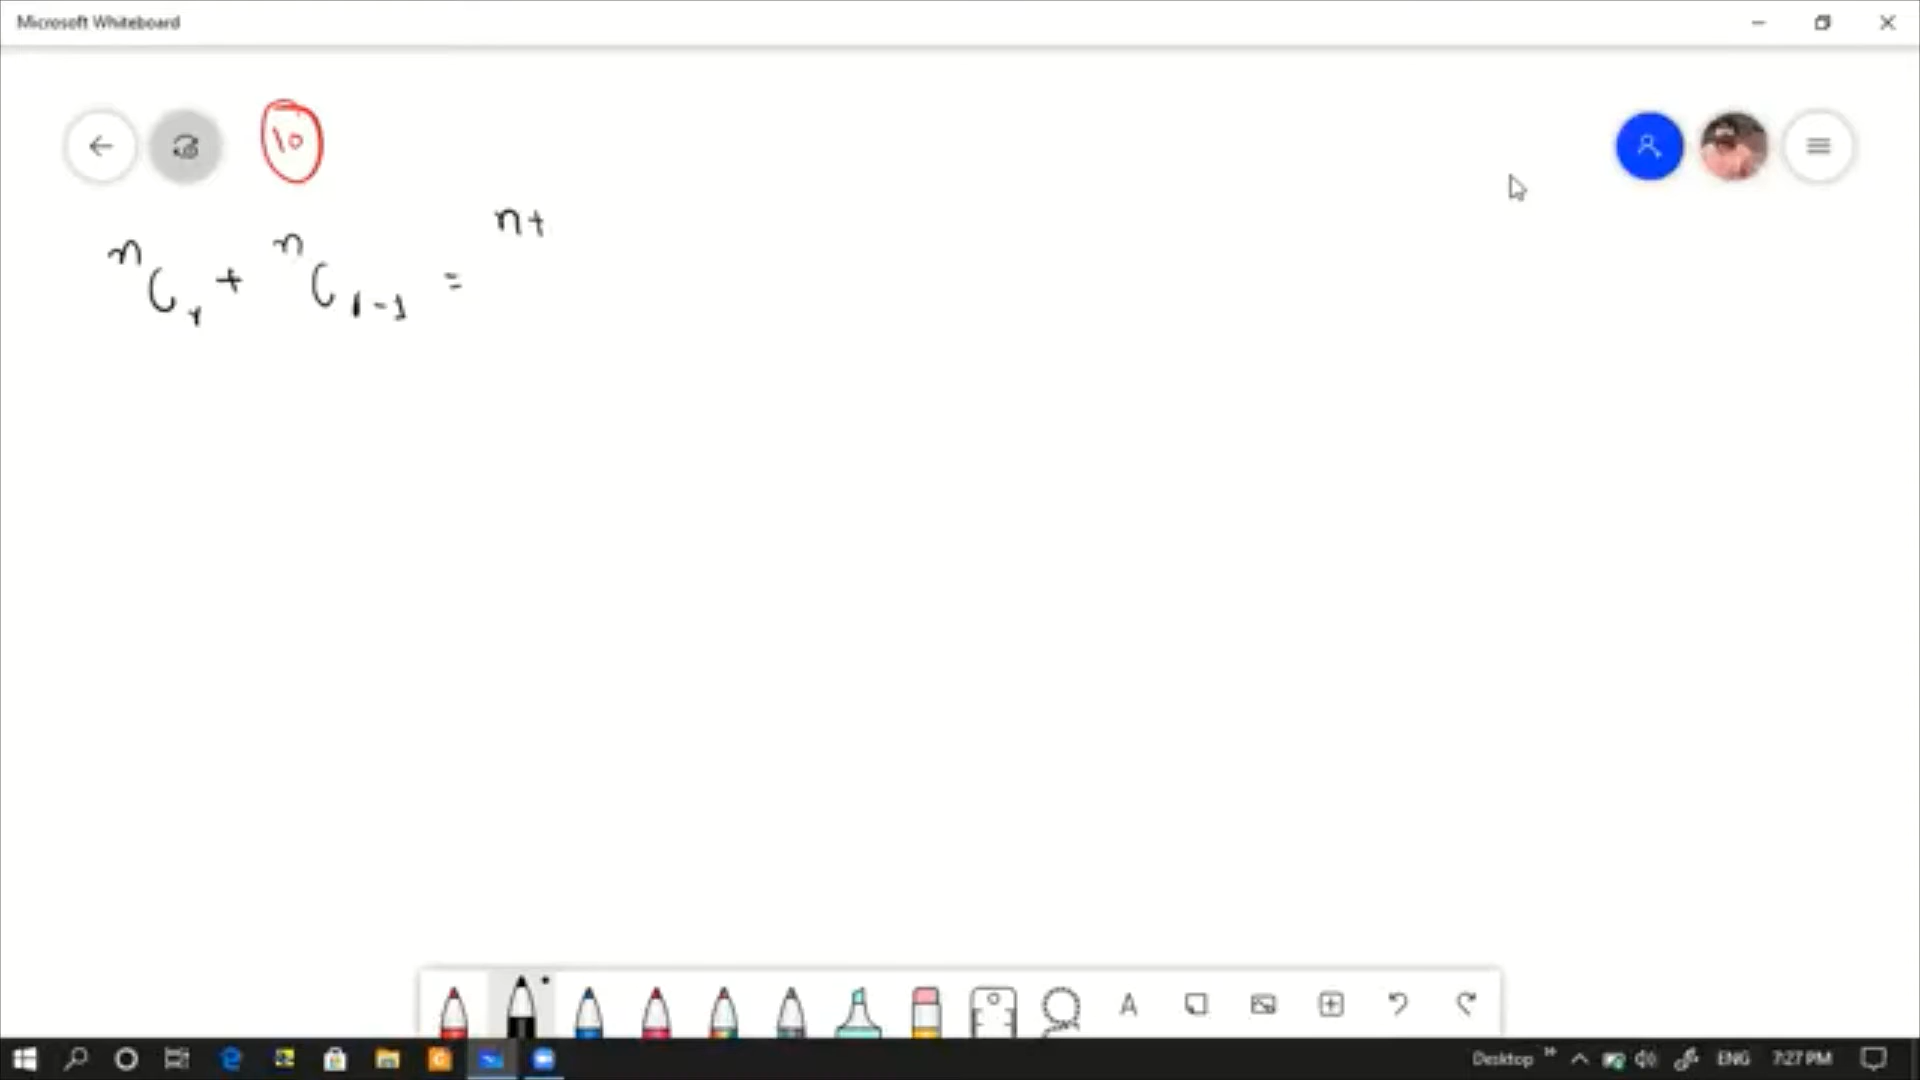 Microsoft Whiteboard
10
ⁿCᵣ + ⁿCᵣ₋₁ = ⁿ⁺
A
Desktop
ENG
7:27 PM